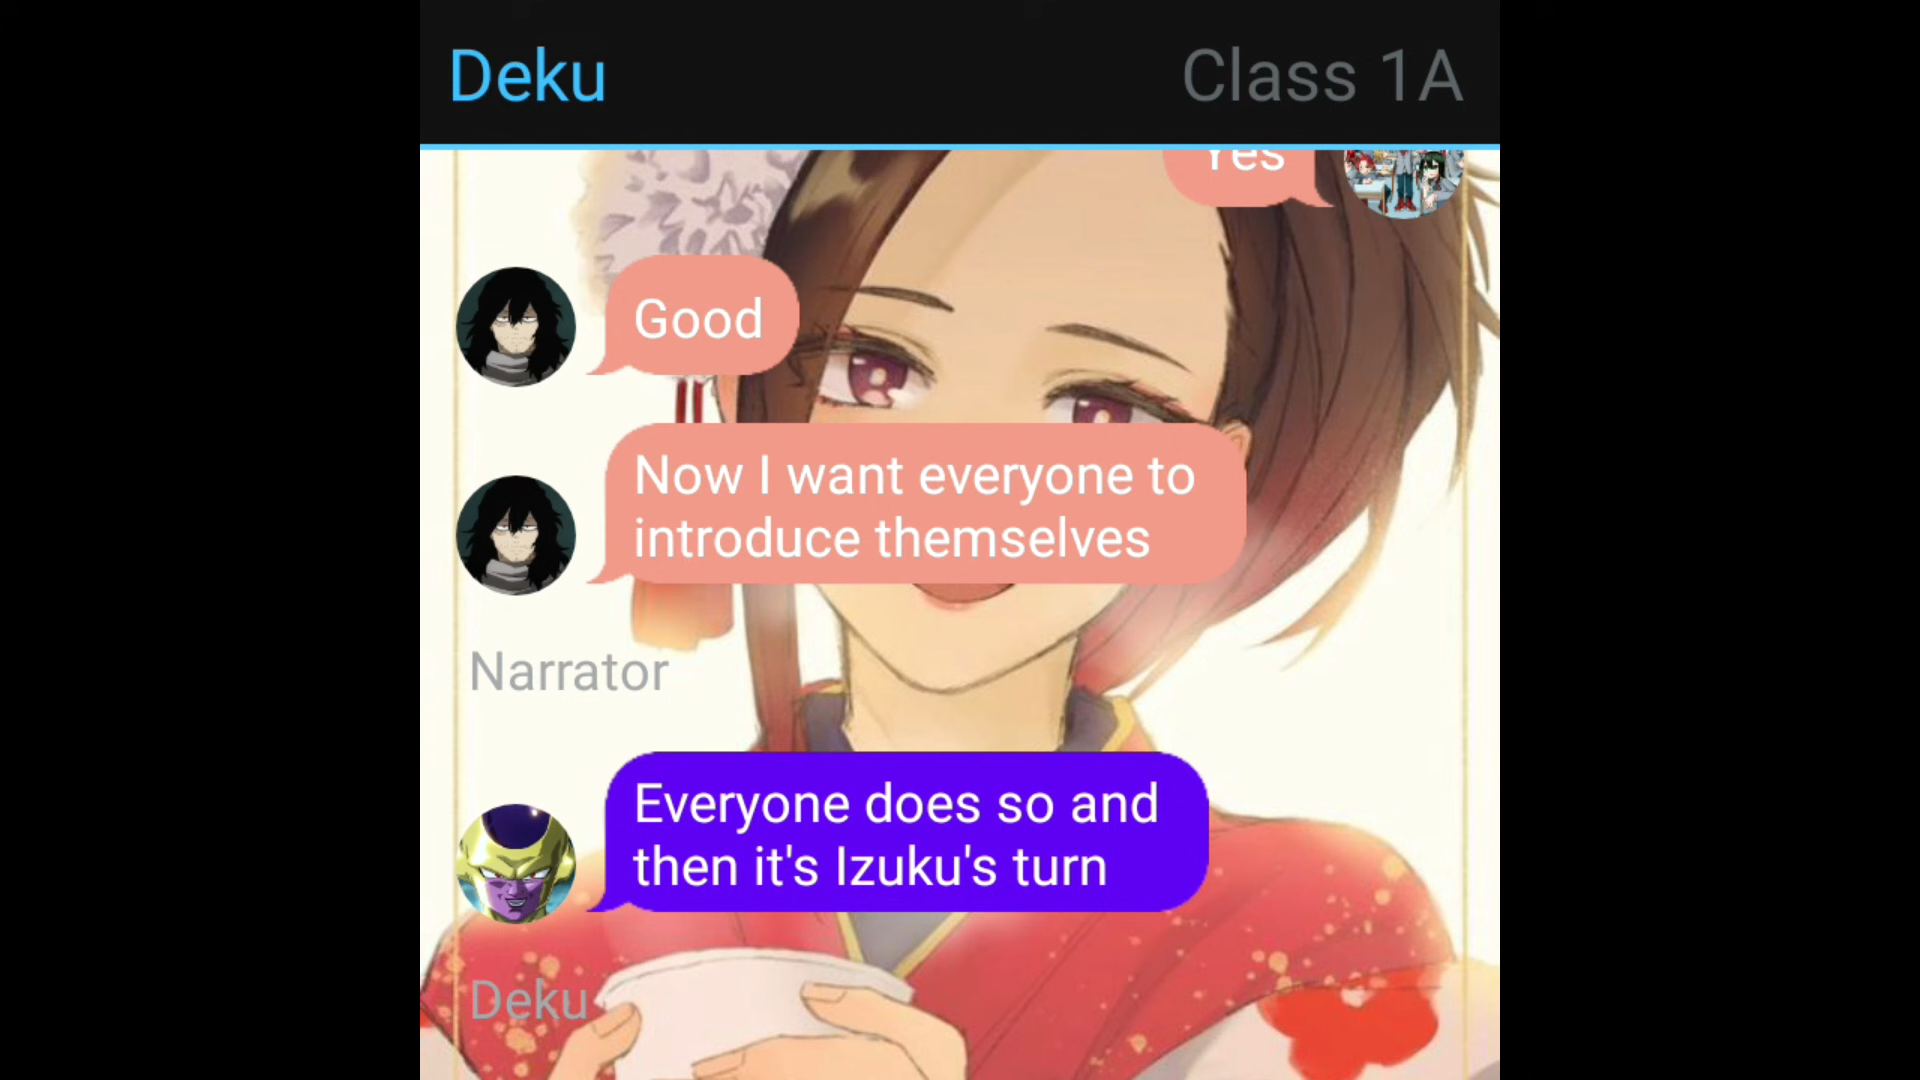 Deku
Class 1A
Yes
Good
Now I want everyone to
introduce themselves
Narrator
Everyone does so and
then it's Izuku's turn
Deku